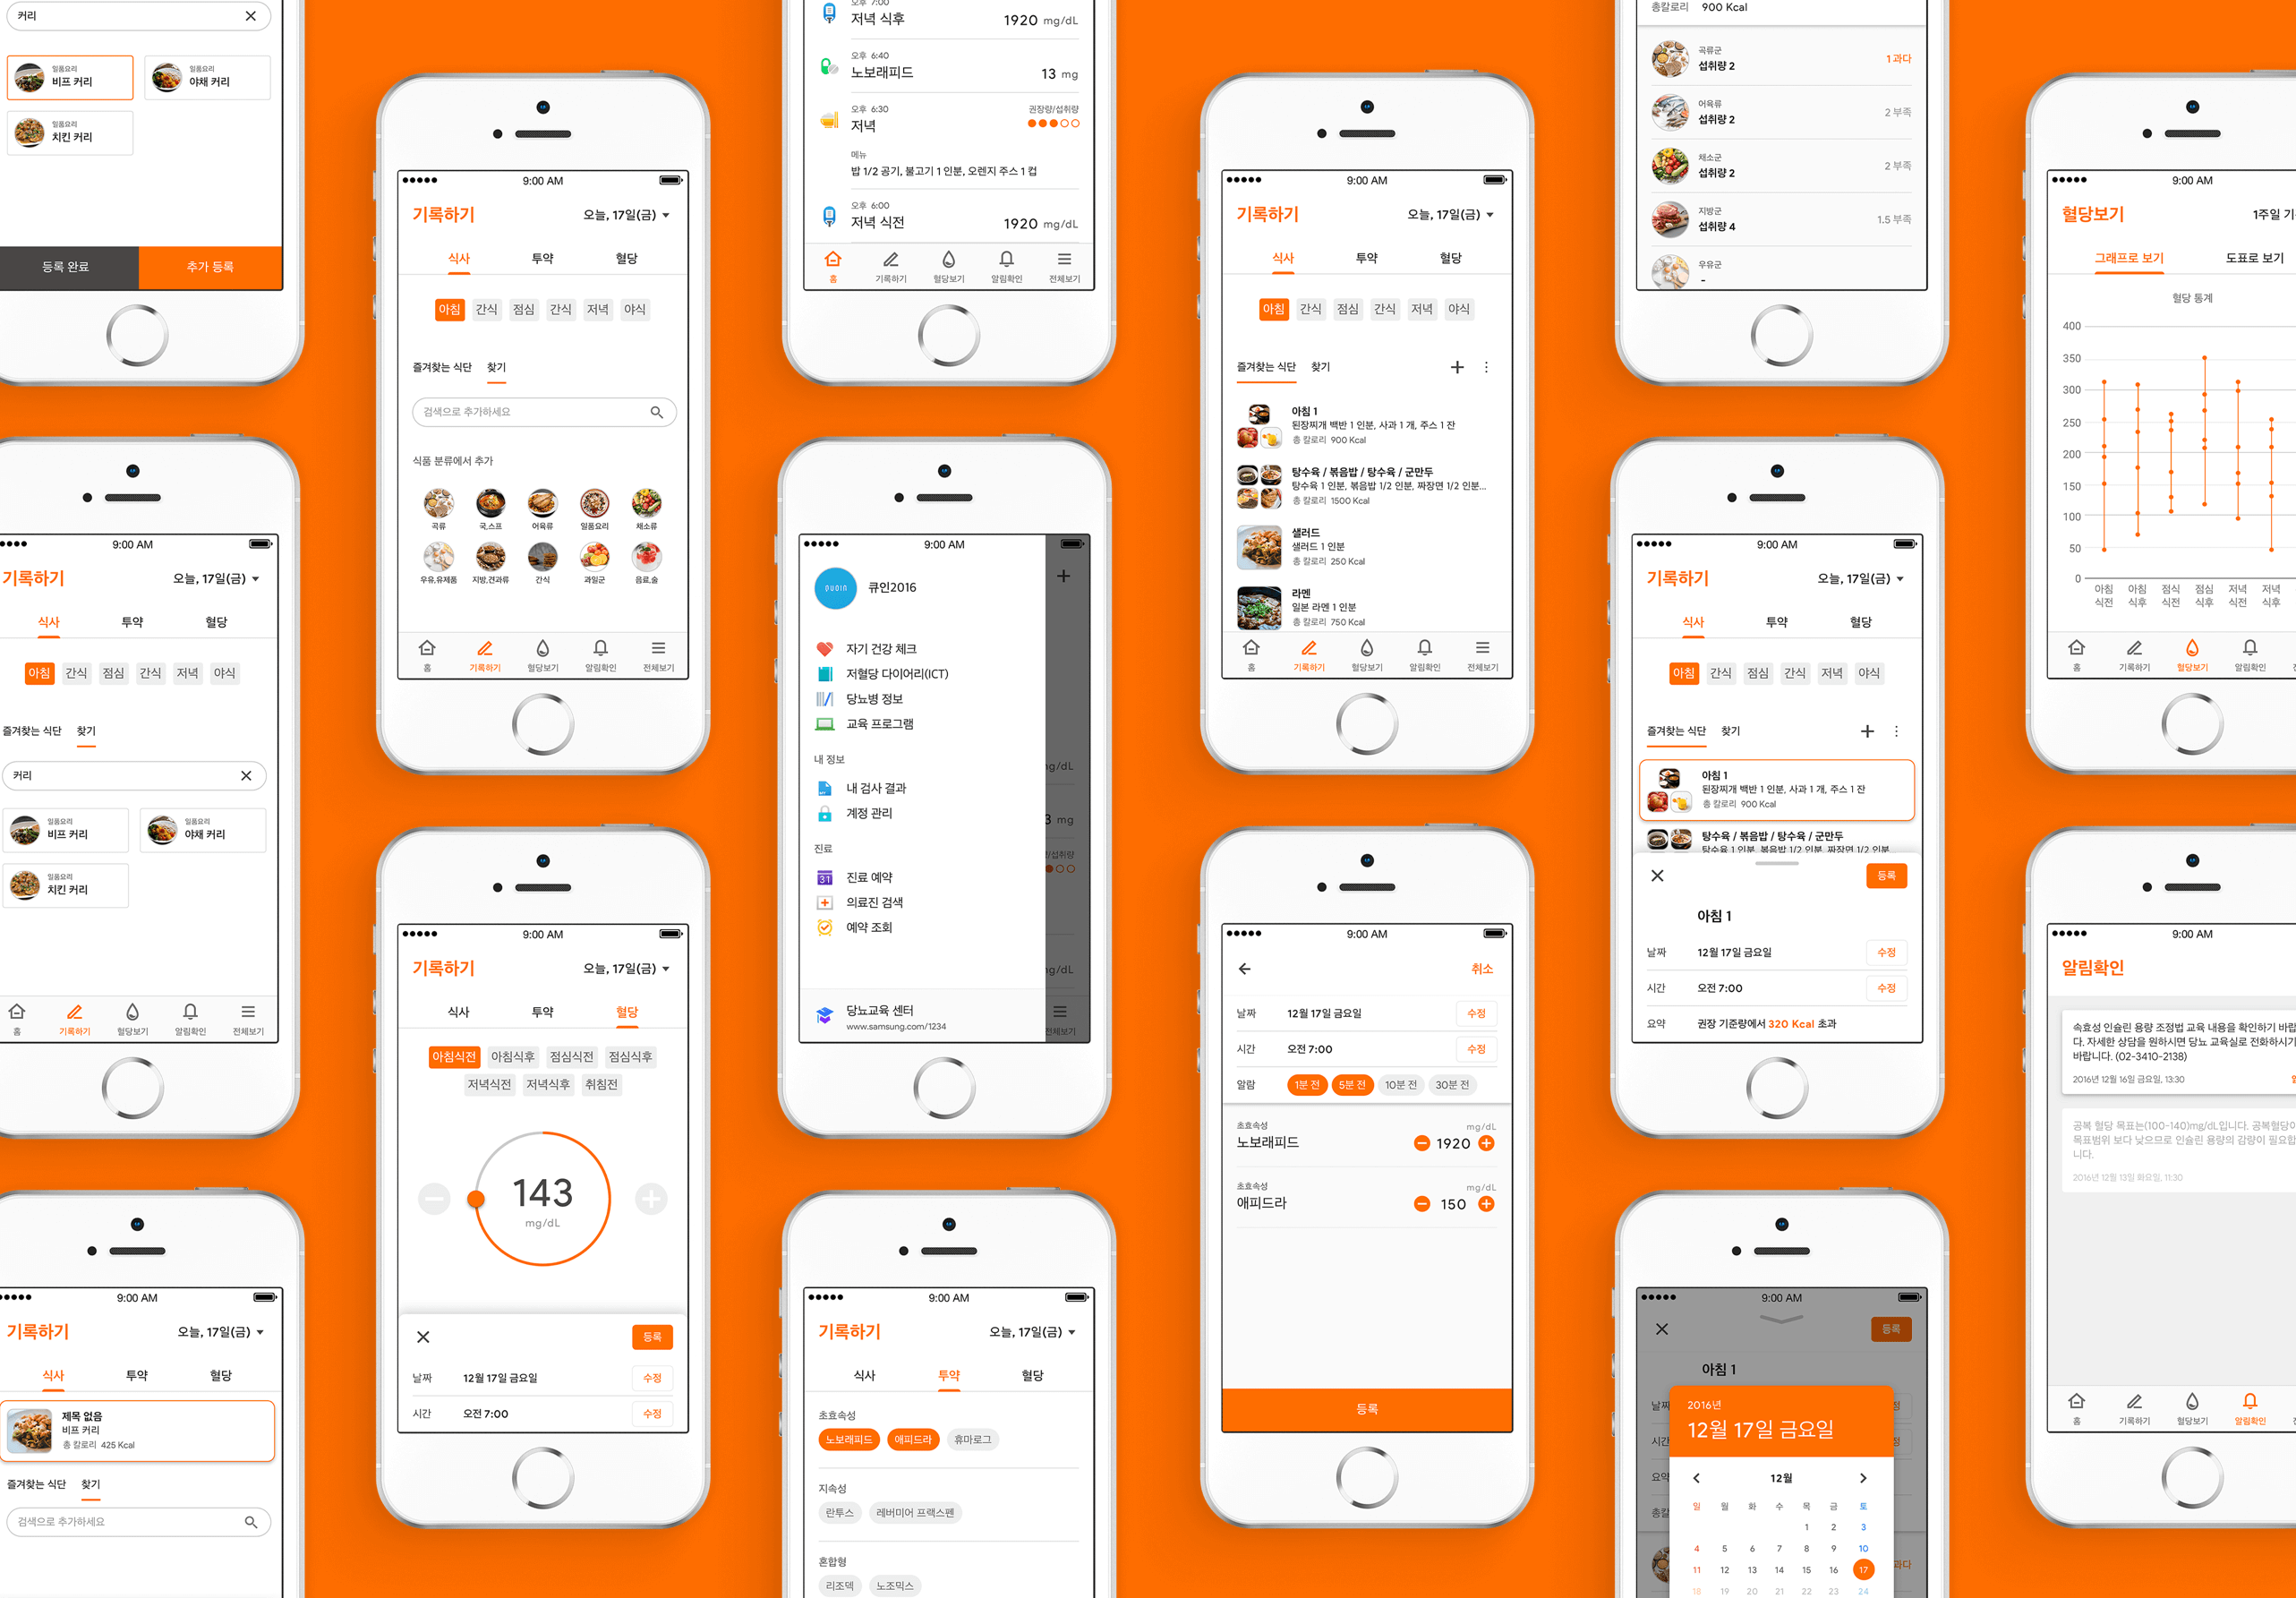 커리
일품요리
비프 커리
일품요리
야채 커리
일품요리
치킨 커리
등록 완료
추가 등록
9:00 AM
기록하기
오늘, 17일(금)
식사
투약
혈당
아침
간식
점심
간식
저녁
야식
즐겨찾는 식단
찾기
커리
일품요리
비프 커리
일품요리
야채 커리
일품요리
치킨 커리
홈
기록하기
혈당보기
알림확인
전체보기
9:00 AM
기록하기
오늘, 17일(금)
식사
투약
혈당
제목 없음
비프 커리
총 칼로리 425 Kcal
즐겨찾는 식단
찾기
검색으로 추가하세요
9:00 AM
기록하기
오늘, 17일(금)
식사
투약
혈당
아침
간식
점심
간식
저녁
야식
즐겨찾는 식단
찾기
검색으로 추가하세요
식품 분류에서 추가
곡류
국,스프
어육류
일품요리
채소류
우유,유제품
지방,견과류
간식
과일군
음료,술
홈
기록하기
혈당보기
알림확인
전체보기
9:00 AM
기록하기
오늘, 17일(금)
식사
투약
혈당
아침식전
아침식후
점심식전
점심식후
저녁식전
저녁식후
취침전
143
mg/dL
등록
날짜
12월 17일 금요일
수정
시간
오전 7:00
수정
오후 7:00
저녁 식후
1920 mg/dL
오후 6:40
노보래피드
13 mg
오후 6:30
저녁
권장량/섭취량
메뉴
밥 1/2 공기, 불고기 1 인분, 오렌지 주스 1 컵
오후 6:00
저녁 식전
1920 mg/dL
홈
기록하기
혈당보기
알림확인
전체보기
9:00 AM
QUOIN
큐인2016
자기 건강 체크
저혈당 다이어리(ICT)
당뇨병 정보
교육 프로그램
내 정보
내 검사 결과
계정 관리
진료
31
진료 예약
의료진 검색
예약 조회
당뇨교육 센터
www.samsung.com/1234
mg/dL
3 mg
/섭취량
mg/dL
전체보기
9:00 AM
기록하기
오늘, 17일(금)
식사
투약
혈당
초효속성
노보래피드
애피드라
휴마로그
지속성
란투스
레버미어 프랙스펜
혼합형
리조덱
노조믹스
9:00 AM
기록하기
오늘, 17일(금)
식사
투약
혈당
아침
간식
점심
간식
저녁
야식
즐겨찾는 식단
찾기
아침 1
된장찌개 백반 1 인분, 사과 1 개, 주스 1 잔
총 칼로리 900 Kcal
탕수육 / 볶음밥 / 탕수육 / 군만두
탕수육 1 인분, 볶음밥 1/2 인분, 짜장면 1/2 인분...
총 칼로리 1500 Kcal
샐러드
샐러드 1 인분
총 칼로리 250 Kcal
라멘
일본 라멘 1 인분
총 칼로리 750 Kcal
홈
기록하기
혈당보기
알림확인
전체보기
9:00 AM
취소
날짜
12월 17일 금요일
수정
시간
오전 7:00
수정
알람
1분 전
5분 전
10분 전
30분 전
초효속성
mg/dL
노보래피드
1920
초효속성
mg/dL
애피드라
150
등록
총칼로리
900 Kcal
곡류군
섭취량 2
1 과다
어육류
섭취량 2
2 부족
채소군
섭취량 2
2 부족
지방군
섭취량 4
1.5 부족
우유군
-
9:00 AM
기록하기
오늘, 17일(금)
식사
투약
혈당
아침
간식
점심
간식
저녁
야식
즐겨찾는 식단
찾기
아침 1
된장찌개 백반 1 인분, 사과 1 개, 주스 1 잔
총 칼로리 900 Kcal
탕수육 / 볶음밥 / 탕수육 / 군만두
탕수육 1 인분, 볶음밥 1/2 인분, 짜장면 1/2 인분...
등록
아침 1
날짜
12월 17일 금요일
수정
시간
오전 7:00
수정
요약
권장 기준량에서 320 Kcal 초과
9:00 AM
등록
아침 1
날짜
시간
요약
총칼
과다
2016년
12월 17일 금요일
12월
일 월 화 수 목 금 토
1 2 3
4 5 6 7 8 9 10
11 12 13 14 15 16 17
18 19 20 21 22 23 24
9:00 AM
혈당보기
1주일 기
그래프로 보기
도표로 보기
혈당 통계
400
350
300
250
200
150
100
50
0
아침 식전
아침 식후
점식 식전
점심 식후
저녁 식전
저녁 식후
홈
기록하기
혈당보기
알림확인
9:00 AM
알림확인
속효성 인슐린 용량 조정법 교육 내용을 확인하기 바랍
다. 자세한 상담을 원하시면 당뇨 교육실로 전화하시기
바랍니다. (02-3410-2138)
2016년 12월 16일 금요일, 13:30
공복 혈당 목표는(100-140)mg/dL입니다. 공복혈당이
목표범위 보다 낮으므로 인슐린 용량의 감량이 필요합
니다.
2016년 12월 13일 화요일, 11:30
홈
기록하기
혈당보기
알림확인